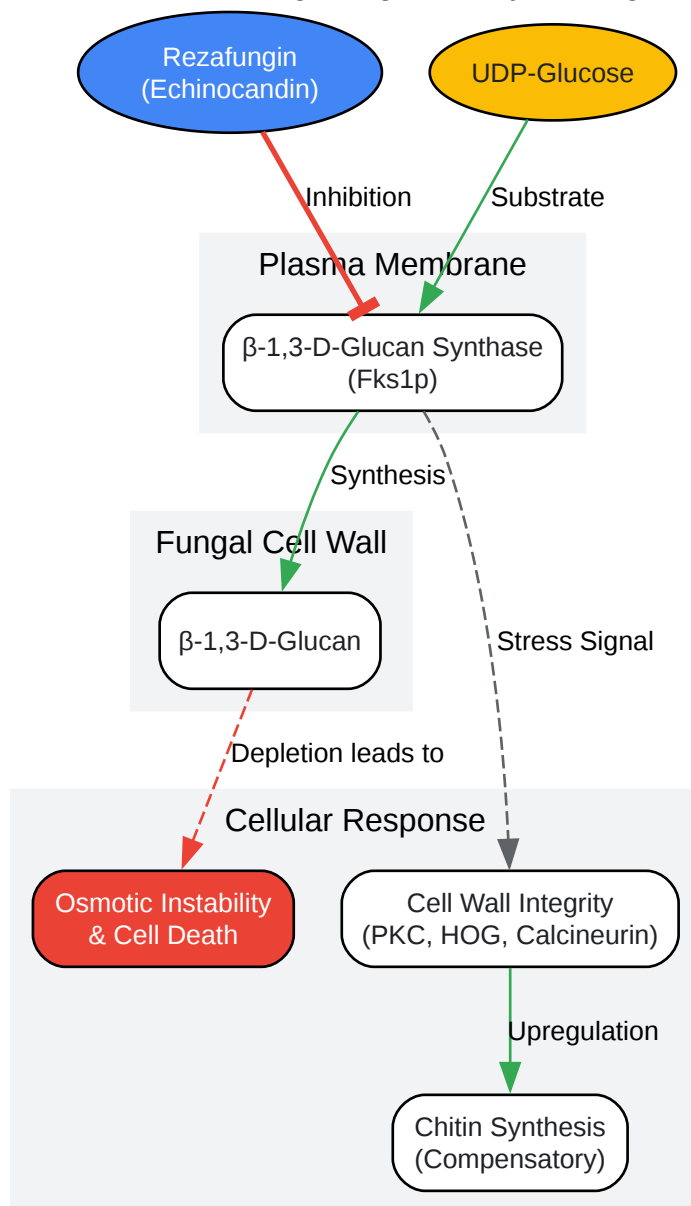 Rezafungin
(Echinocandin)
UDP-Glucose
Inhibition
Substrate
Plasma Membrane
β-1,3-D-Glucan Synthase
(Fks1p)
Synthesis
Fungal Cell Wall
β-1,3-D-Glucan
Stress Signal
Depletion leads to
Cellular Response
Osmotic Instability
& Cell Death
Cell Wall Integrity
(PKC, HOG, Calcineurin)
Upregulation
Chitin Synthesis
(Compensatory)